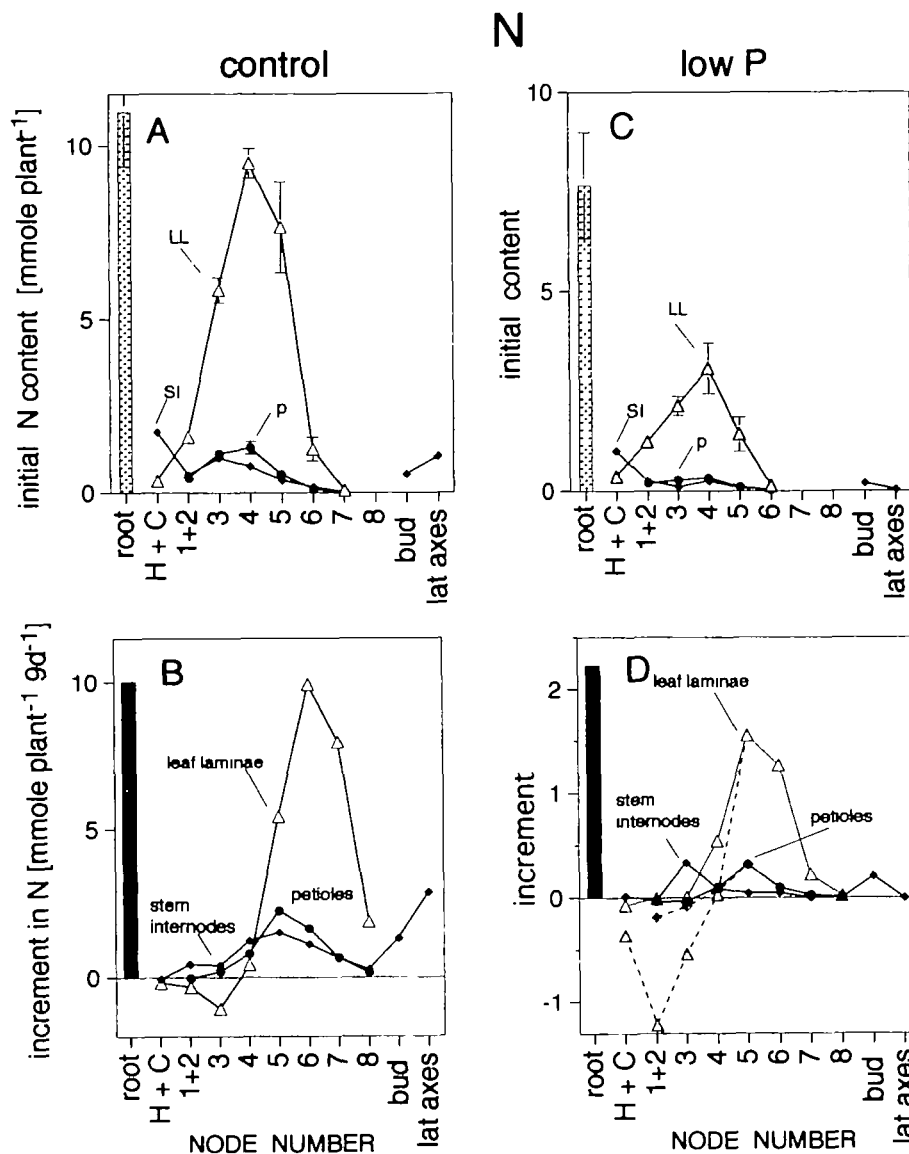 N
control
low P
initial N content [mmole plant⁻¹]
10
5
0
A
LL
SI
P
root
H + C
1+2
3
4
5
6
7
8
bud
lat axes
initial content
10
5
0
C
LL
SI
P
root
H + C
1+2
3
4
5
6
7
8
bud
lat axes
increment in N [mmole plant⁻¹ 9d⁻¹]
10
5
0
B
leaf laminae
stem
internodes
petioles
root
H + C
1+2
3
4
5
6
7
8
bud
lat axes
NODE NUMBER
increment
2
1
0
-1
D
leaf laminae
stem
internodes
petioles
root
H + C
1+2
3
4
5
6
7
8
bud
lat axes
NODE NUMBER